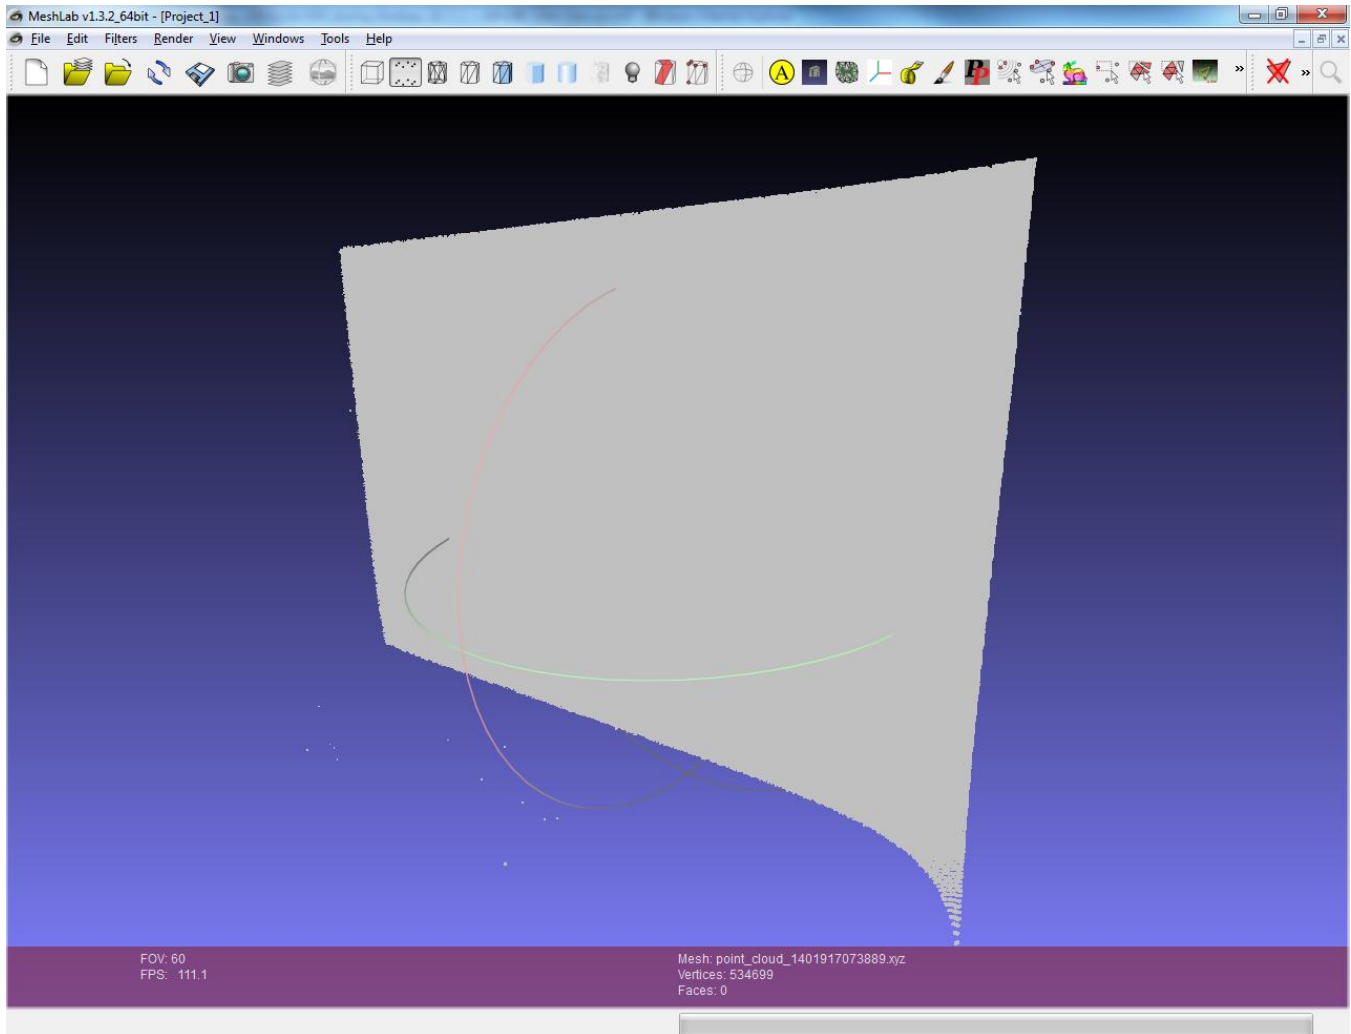 MeshLab v1.3.2_64bit - [Project_1]
File Edit Filters Render View Windows Tools Help
A PP
FOV: 60
FPS: 111.1
Mesh: point_cloud_1401917073889.xyz
Vertices: 534699
Faces: 0